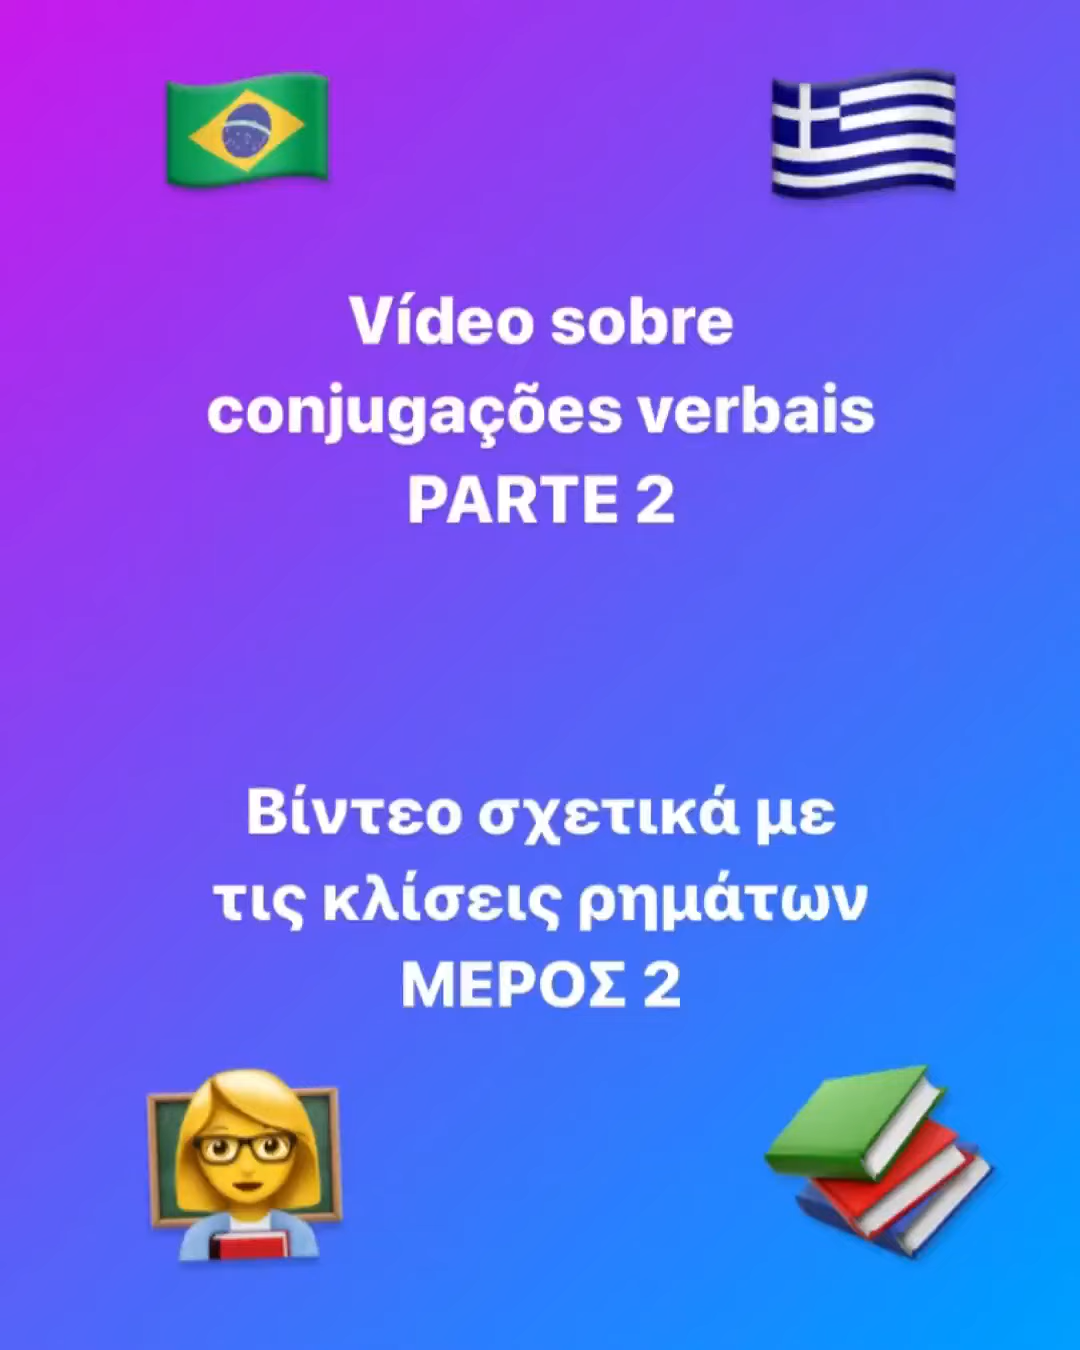 Vídeo sobre
conjugações verbais
PARTE 2
Βίντεο σχετικά με
τις κλίσεις ρημάτων
ΜΕΡΟΣ 2